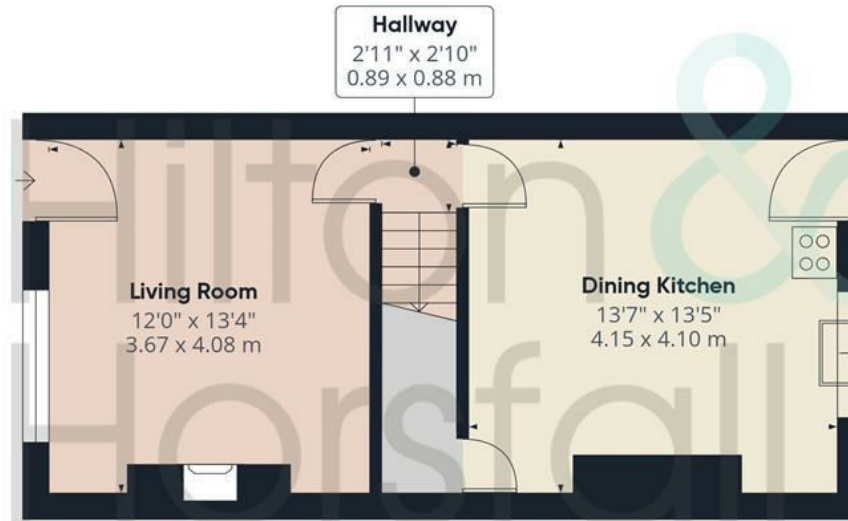 Hallway
2'11" x 2'10"
0.89 x 0.88 m
Hilton &
Horsfall
Living Room
12'0" x 13'4"
3.67 x 4.08 m
Dining Kitchen
13'7" x 13'5"
4.15 x 4.10 m